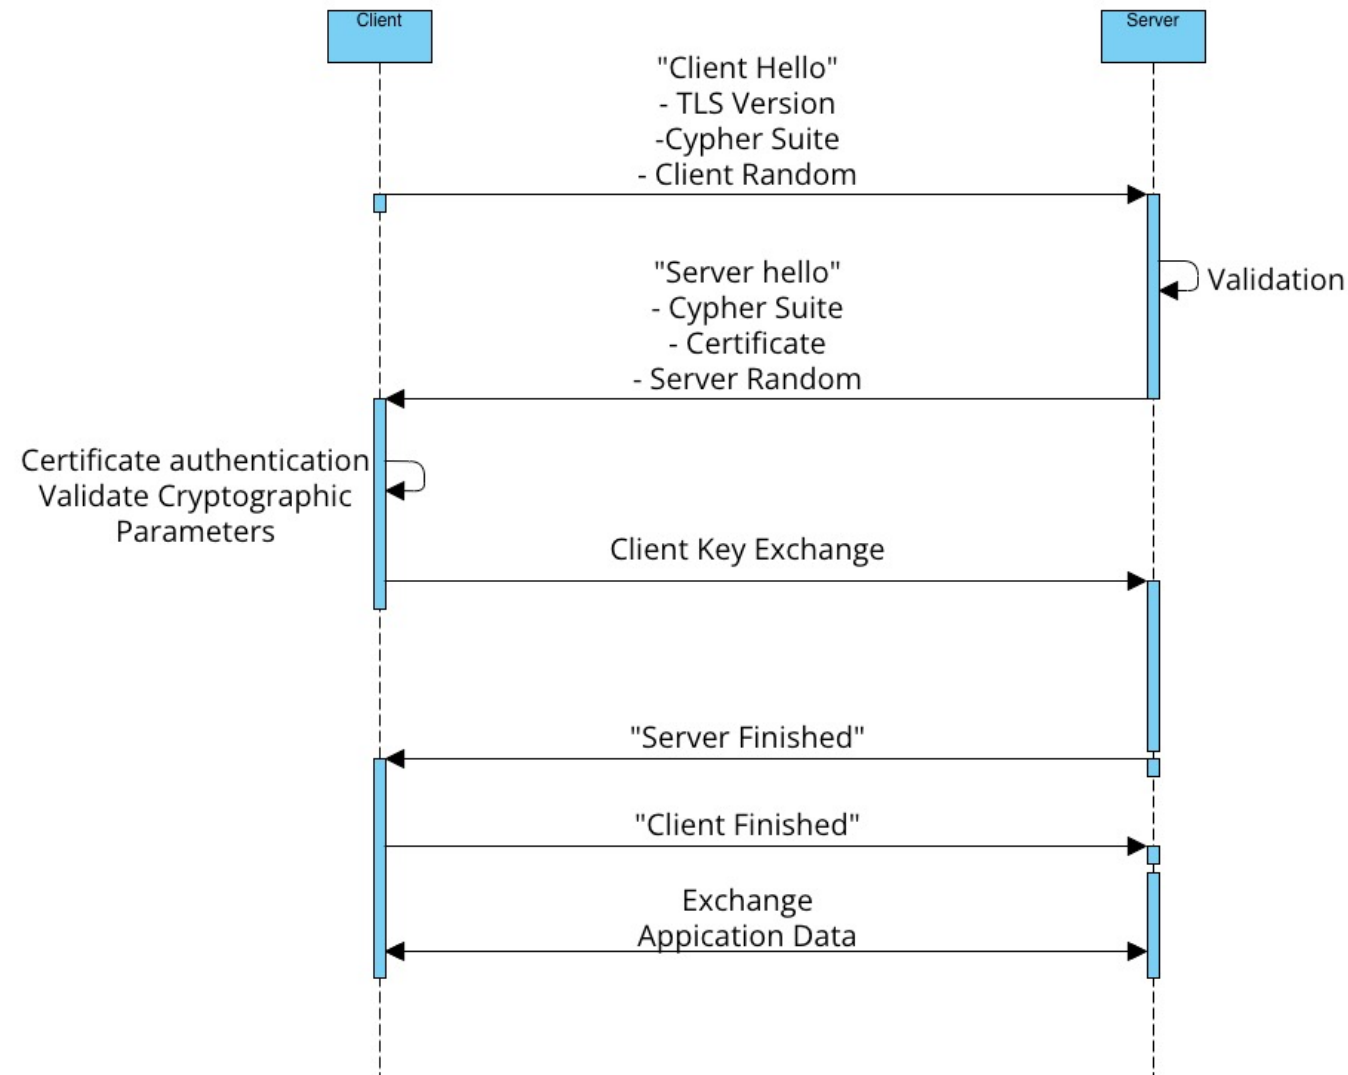 Client
Server
"Client Hello"
- TLS Version
-Cypher Suite
- Client Random
Validation
"Server hello"
- Cypher Suite
- Certificate
- Server Random
Certificate authentication
Validate Cryptographic
Parameters
Client Key Exchange
"Server Finished"
"Client Finished"
Exchange
Appication Data